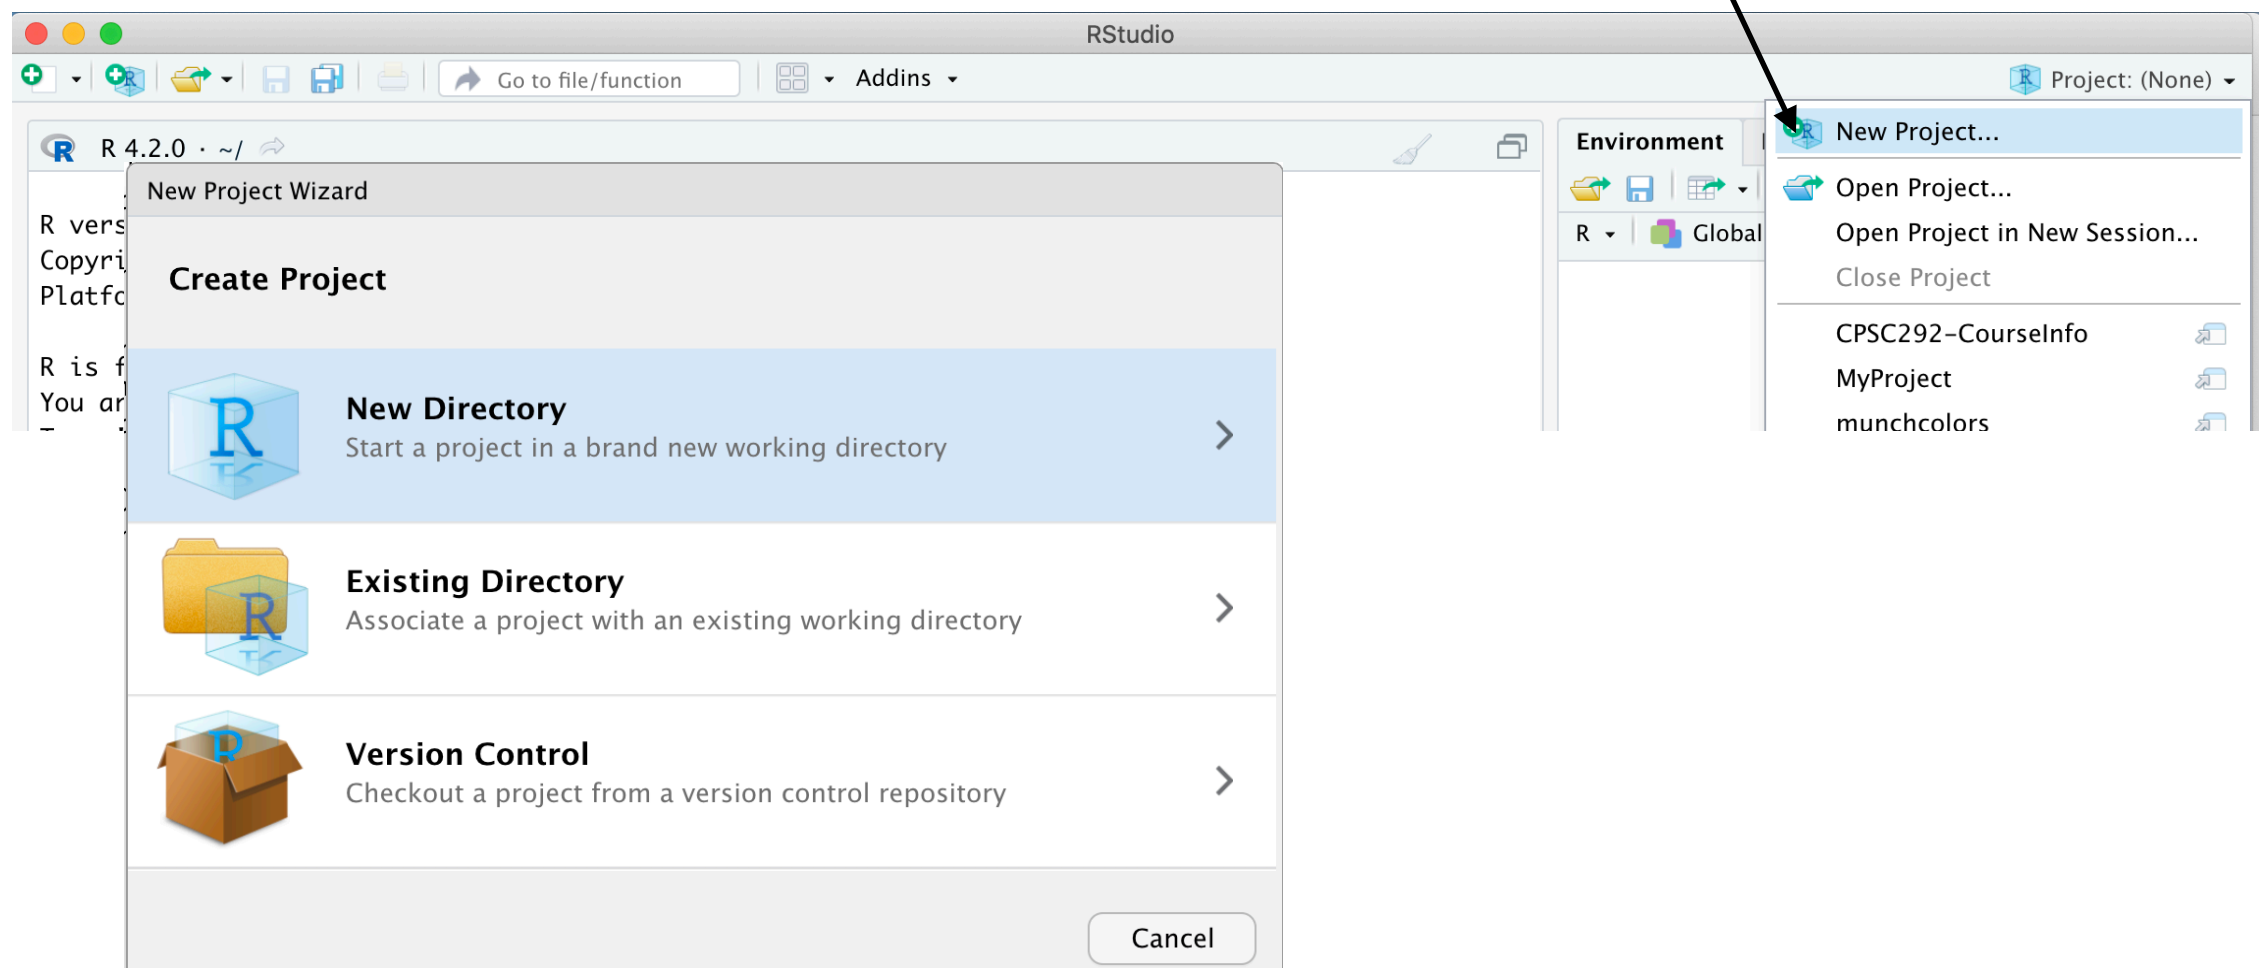 RStudio
Go to file/function
Addins
Project: (None)
R 4.2.0 · ~/
Environment
New Project...
Open Project...
Open Project in New Session...
Close Project
R
Global
CPSC292-CourseInfo
MyProject
munchcolors
R vers
Copyri
Platfo
R is f
You ar
New Project Wizard
Create Project
New Directory
Start a project in a brand new working directory
Existing Directory
Associate a project with an existing working directory
Version Control
Checkout a project from a version control repository
Cancel